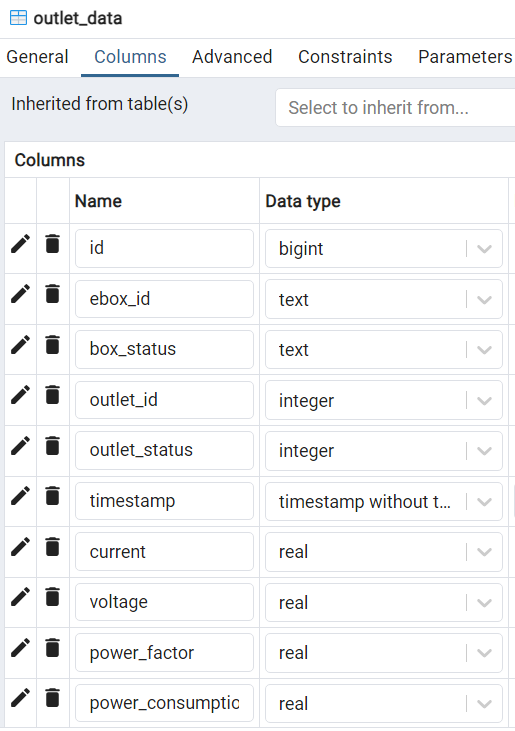 outlet_data
General Columns Advanced Constraints Parameters
Inherited from table(s) Select to inherit from...
Columns
Name Data type
id bigint
ebox_id text
box_status text
outlet_id integer
outlet_status integer
timestamp timestamp without t...
current real
voltage real
power_factor real
power_consumptic real